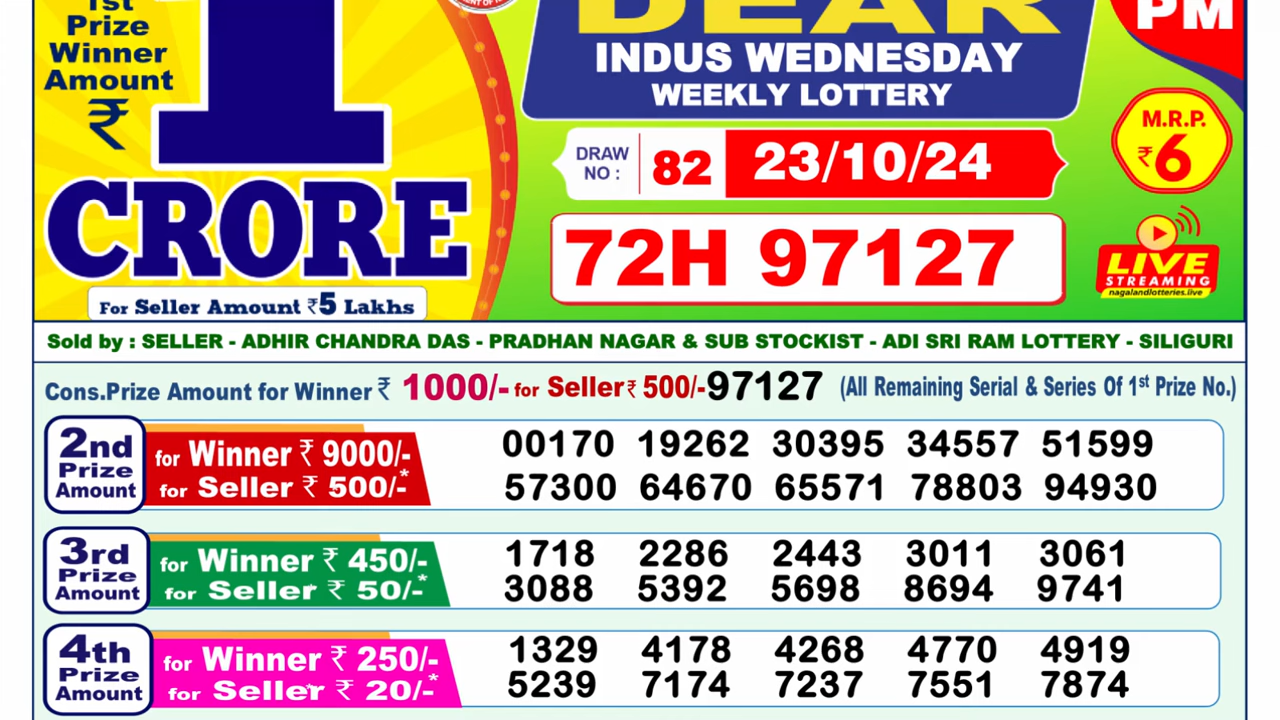 1st
Prize
Winner
Amount
₹
1
CRORE
For Seller Amount ₹5 Lakhs
DEAR
INDUS WEDNESDAY
WEEKLY LOTTERY
PM
M.R.P.
₹6
DRAW NO : 82 23/10/24
72H 97127
LIVE
STREAMING
nagalandlotteries.live
Sold by : SELLER - ADHIR CHANDRA DAS - PRADHAN NAGAR & SUB STOCKIST - ADI SRI RAM LOTTERY - SILIGURI
Cons.Prize Amount for Winner ₹ 1000/- for Seller ₹ 500/- 97127 (All Remaining Serial & Series Of 1st Prize No.)
2nd
Prize
Amount
for Winner ₹ 9000/-
for Seller ₹ 500/-*
00170 19262 30395 34557 51599
57300 64670 65571 78803 94930
3rd
Prize
Amount
for Winner ₹ 450/-
for Seller ₹ 50/-*
1718 2286 2443 3011 3061
3088 5392 5698 8694 9741
4th
Prize
Amount
for Winner ₹ 250/-
for Seller ₹ 20/-*
1329 4178 4268 4770 4919
5239 7174 7237 7551 7874